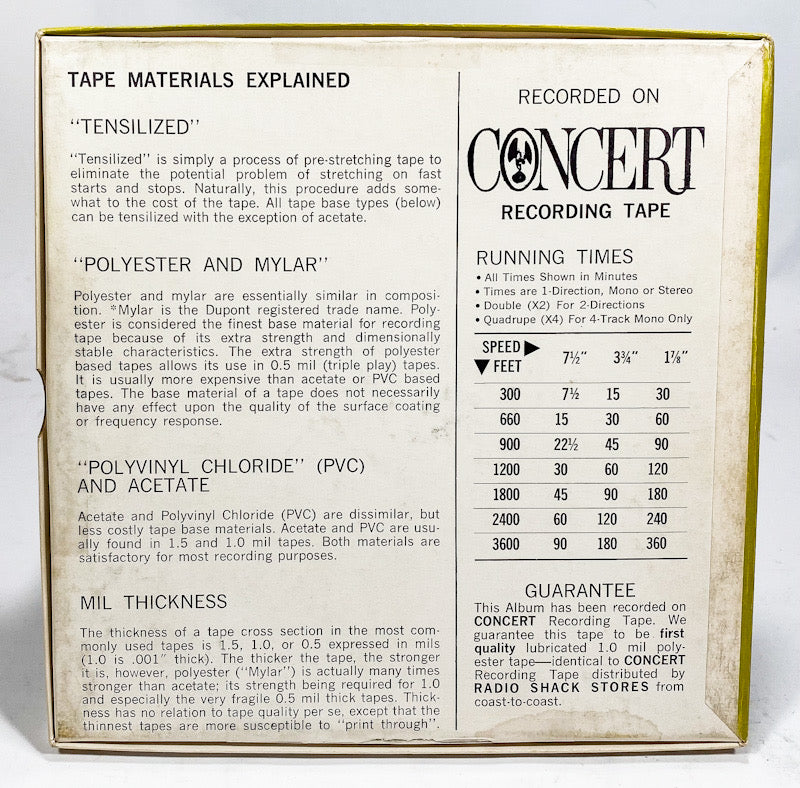 TAPE MATERIALS EXPLAINED
"TENSILIZED"
"Tensilized" is simply a process of pre-stretching tape to
eliminate the potential problem of stretching on fast
starts and stops. Naturally, this procedure adds some-
what to the cost of the tape. All tape base types (below)
can be tensilized with the exception of acetate.
"POLYESTER AND MYLAR"
Polyester and mylar are essentially similar in composi-
tion. *Mylar is the Dupont registered trade name. Poly-
ester is considered the finest base material for recording
tape because of its extra strength and dimensionally
stable characteristics. The extra strength of polyester
based tapes allows its use in 0.5 mil (triple play) tapes.
It is usually more expensive than acetate or PVC based
tapes. The base material of a tape does not necessarily
have any effect upon the quality of the surface coating
or frequency response.
"POLYVINYL CHLORIDE" (PVC)
AND ACETATE
Acetate and Polyvinyl Chloride (PVC) are dissimilar, but
less costly tape base materials. Acetate and PVC are usu-
ally found in 1.5 and 1.0 mil tapes. Both materials are
satisfactory for most recording purposes.
MIL THICKNESS
The thickness of a tape cross section in the most com-
monly used tapes is 1.5, 1.0, or 0.5 expressed in mils
(1.0 is .001" thick). The thicker the tape, the stronger
it is, however, polyester ("Mylar") is actually many times
stronger than acetate; its strength being required for 1.0
and especially the very fragile 0.5 mil thick tapes. Thick-
ness has no relation to tape quality per se, except that the
thinnest tapes are more susceptible to "print through".
RECORDED ON
CONCERT
RECORDING TAPE
RUNNING TIMES
• All Times Shown in Minutes
• Times are 1-Direction, Mono or Stereo
• Double (X2) For 2-Directions
• Quadrupe (X4) For 4-Track Mono Only
SPEED ▶ 7½" 3¾" 1⅞"
▼ FEET
300 7½ 15 30
660 15 30 60
900 22½ 45 90
1200 30 60 120
1800 45 90 180
2400 60 120 240
3600 90 180 360
GUARANTEE
This Album has been recorded on
CONCERT Recording Tape. We
guarantee this tape to be first
quality lubricated 1.0 mil poly-
ester tape—identical to CONCERT
Recording Tape distributed by
RADIO SHACK STORES from
coast-to-coast.